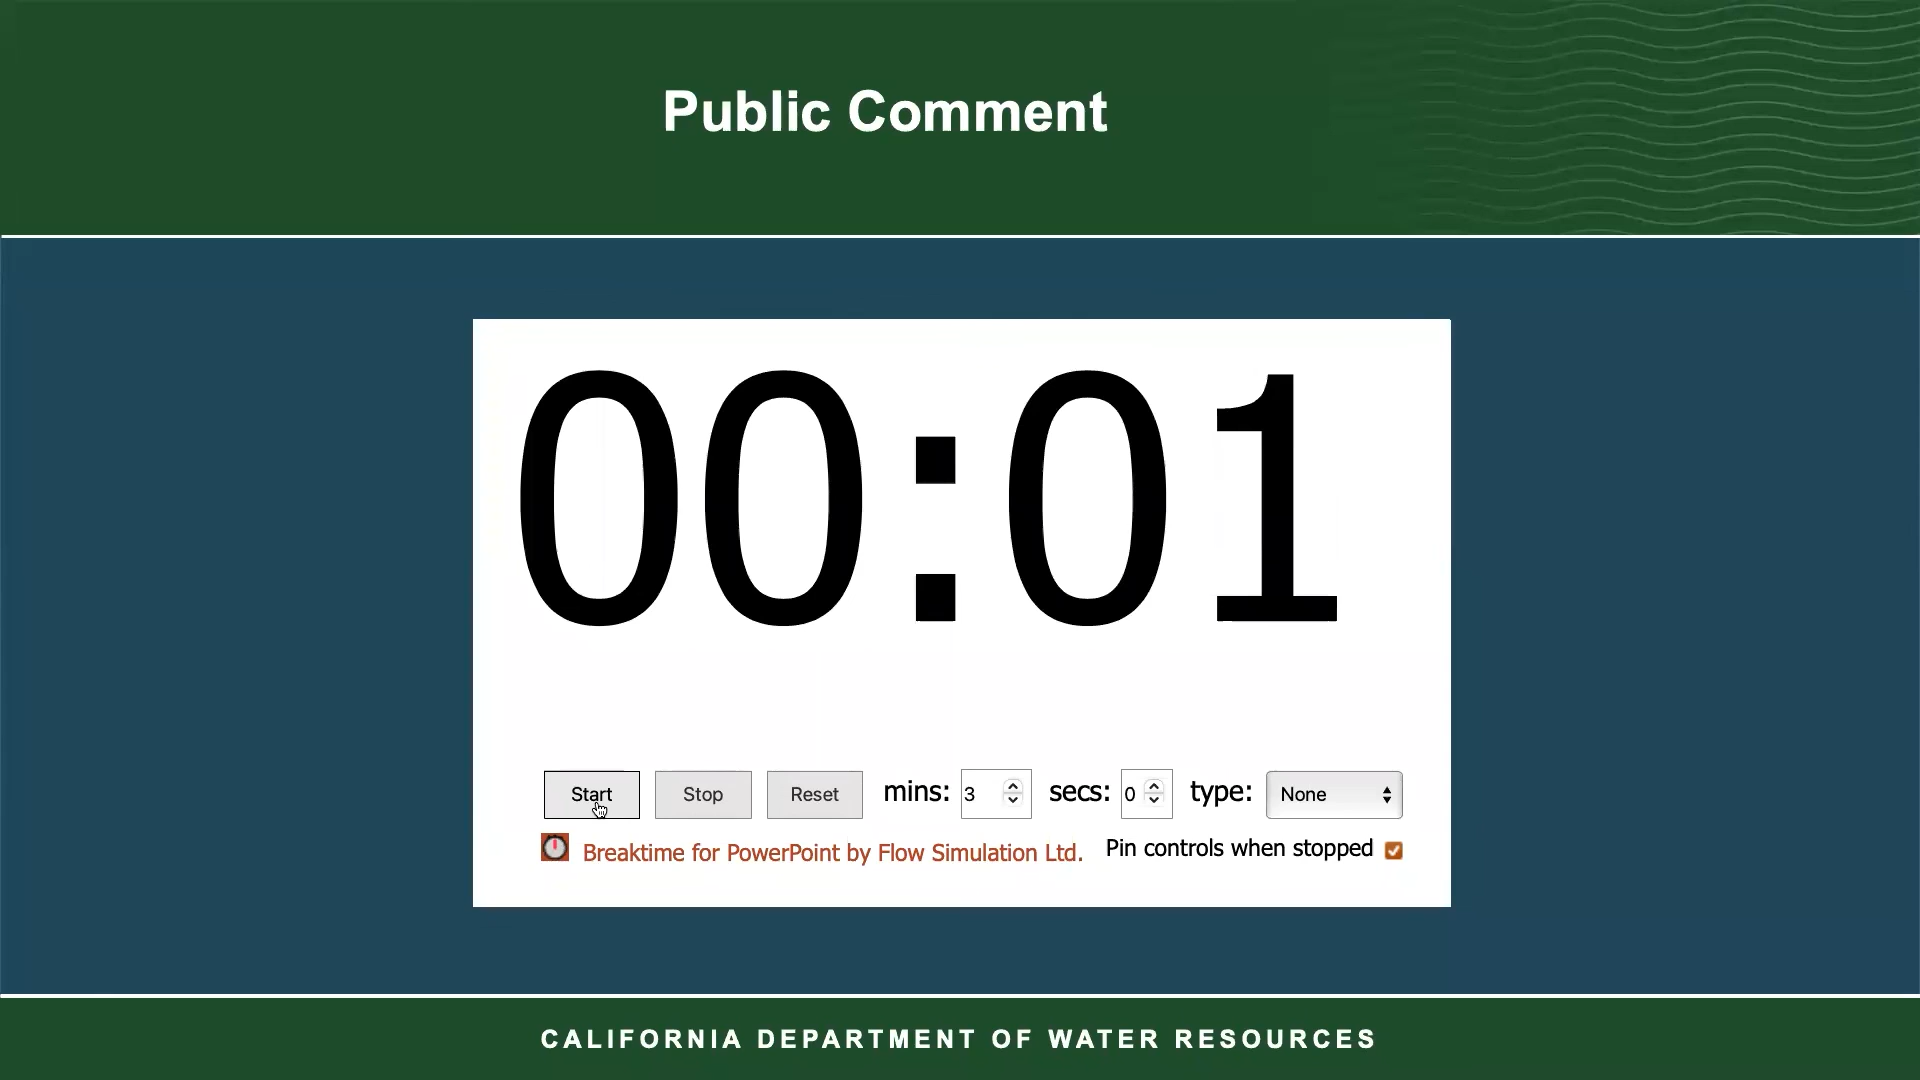 Public Comment
00:01
Start Stop Reset mins: 3 secs: 0 type: None
Breaktime for PowerPoint by Flow Simulation Ltd. Pin controls when stopped
CALIFORNIA DEPARTMENT OF WATER RESOURCES